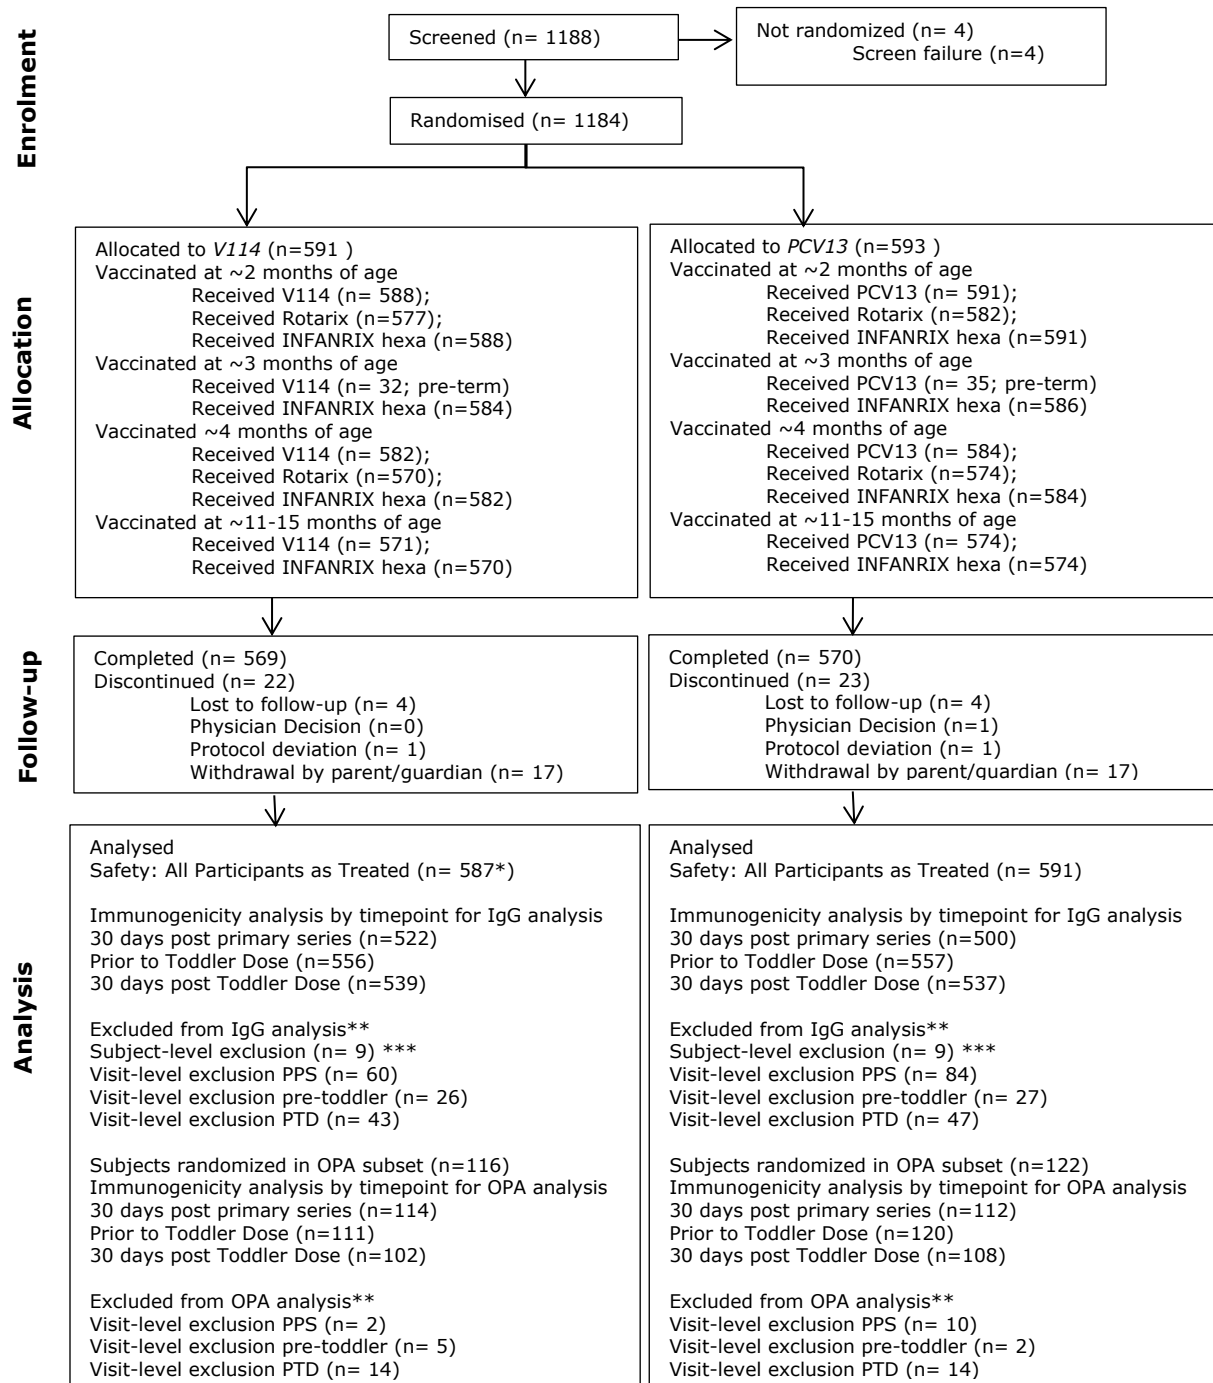 Enrolment
Screened (n= 1188)
Not randomized (n= 4)
Screen failure (n=4)
Randomised (n= 1184)
Allocation
Allocated to V114 (n=591 )
Vaccinated at ~2 months of age
Received V114 (n= 588);
Received Rotarix (n=577);
Received INFANRIX hexa (n=588)
Vaccinated at ~3 months of age
Received V114 (n= 32; pre-term)
Received INFANRIX hexa (n=584)
Vaccinated ~4 months of age
Received V114 (n= 582);
Received Rotarix (n=570);
Received INFANRIX hexa (n=582)
Vaccinated at ~11-15 months of age
Received V114 (n= 571);
Received INFANRIX hexa (n=570)
Allocated to PCV13 (n=593 )
Vaccinated at ~2 months of age
Received PCV13 (n= 591);
Received Rotarix (n=582);
Received INFANRIX hexa (n=591)
Vaccinated at ~3 months of age
Received PCV13 (n= 35; pre-term)
Received INFANRIX hexa (n=586)
Vaccinated ~4 months of age
Received PCV13 (n= 584);
Received Rotarix (n=574);
Received INFANRIX hexa (n=584)
Vaccinated at ~11-15 months of age
Received PCV13 (n= 574);
Received INFANRIX hexa (n=574)
Follow-up
Completed (n= 569)
Discontinued (n= 22)
Lost to follow-up (n= 4)
Physician Decision (n=0)
Protocol deviation (n= 1)
Withdrawal by parent/guardian (n= 17)
Completed (n= 570)
Discontinued (n= 23)
Lost to follow-up (n= 4)
Physician Decision (n=1)
Protocol deviation (n= 1)
Withdrawal by parent/guardian (n= 17)
Analysis
Analysed
Safety: All Participants as Treated (n= 587*)
Immunogenicity analysis by timepoint for IgG analysis
30 days post primary series (n=522)
Prior to Toddler Dose (n=556)
30 days post Toddler Dose (n=539)
Excluded from IgG analysis**
Subject-level exclusion (n= 9) ***
Visit-level exclusion PPS (n= 60)
Visit-level exclusion pre-toddler (n= 26)
Visit-level exclusion PTD (n= 43)
Subjects randomized in OPA subset (n=116)
Immunogenicity analysis by timepoint for OPA analysis
30 days post primary series (n=114)
Prior to Toddler Dose (n=111)
30 days post Toddler Dose (n=102)
Excluded from OPA analysis**
Visit-level exclusion PPS (n= 2)
Visit-level exclusion pre-toddler (n= 5)
Visit-level exclusion PTD (n= 14)
Analysed
Safety: All Participants as Treated (n= 591)
Immunogenicity analysis by timepoint for IgG analysis
30 days post primary series (n=500)
Prior to Toddler Dose (n=557)
30 days post Toddler Dose (n=537)
Excluded from IgG analysis**
Subject-level exclusion (n= 9) ***
Visit-level exclusion PPS (n= 84)
Visit-level exclusion pre-toddler (n= 27)
Visit-level exclusion PTD (n= 47)
Subjects randomized in OPA subset (n=122)
Immunogenicity analysis by timepoint for OPA analysis
30 days post primary series (n=112)
Prior to Toddler Dose (n=120)
30 days post Toddler Dose (n=108)
Excluded from OPA analysis**
Visit-level exclusion PPS (n= 10)
Visit-level exclusion pre-toddler (n= 2)
Visit-level exclusion PTD (n= 14)